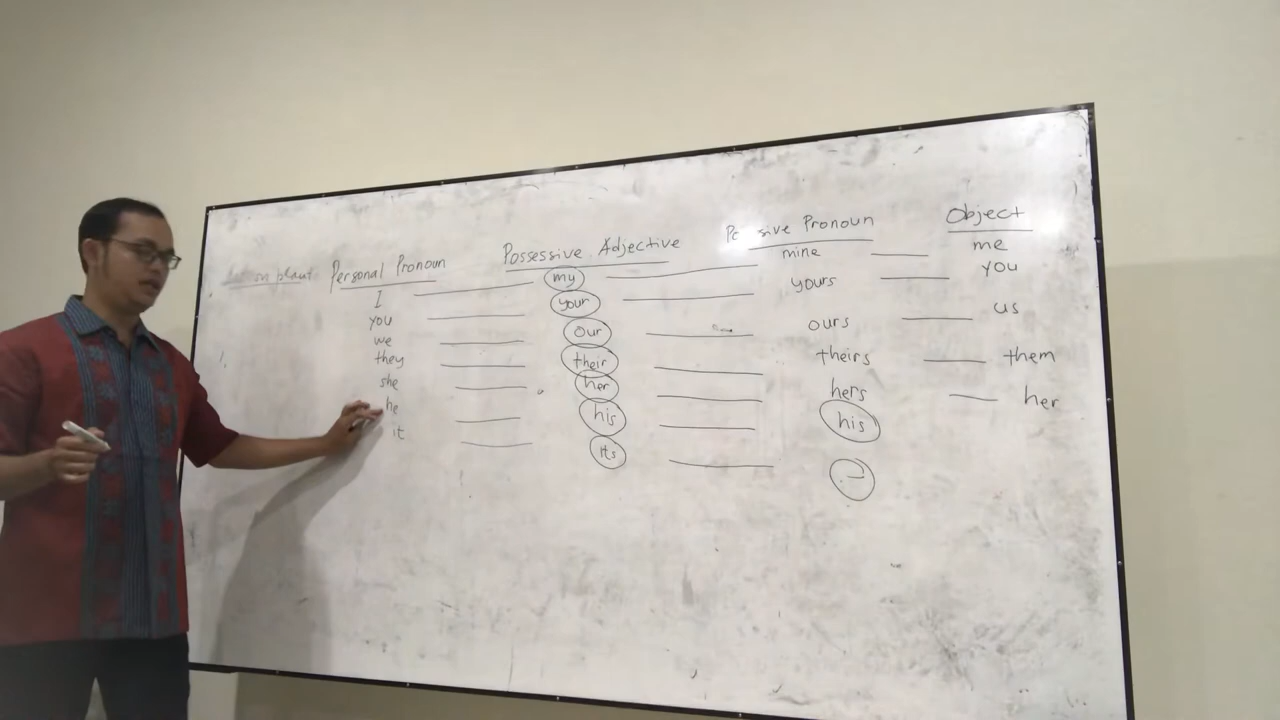 Personal Pronoun Possessive Adjective Pronoun Object
I my mine me
you your yours you
we our ours us
they their theirs them
she her hers her
he his his
it its